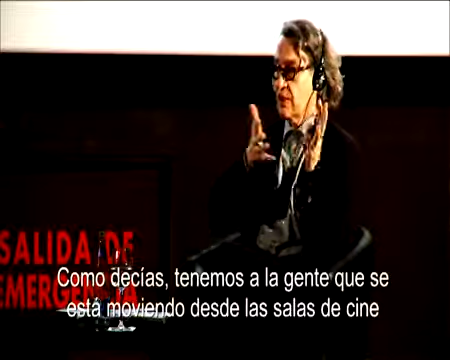 SALIDA DE
EMERGENCIA
Como decías, tenemos a la gente que se
está moviendo desde las salas de cine